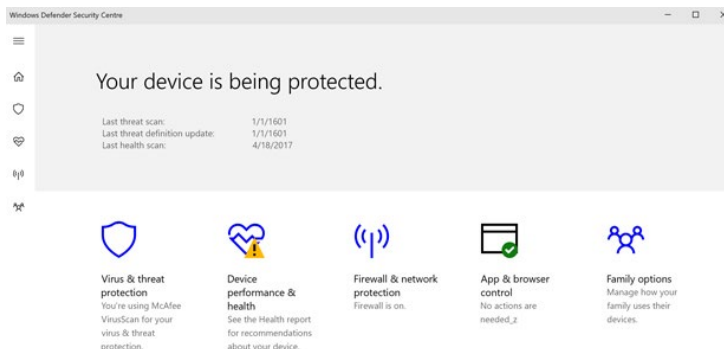 Windows Defender Security Centre
Your device is being protected.
Last threat scan: 1/1/1601
Last threat definition update: 1/1/1601
Last health scan: 4/18/2017
Virus & threat
protection
You're using McAfee
VirusScan for your
virus & threat
protection.
Device
performance &
health
See the Health report
for recommendations
about your device.
Firewall & network
protection
Firewall is on.
App & browser
control
No actions are
needed_z
Family options
Manage how your
family uses their
devices.